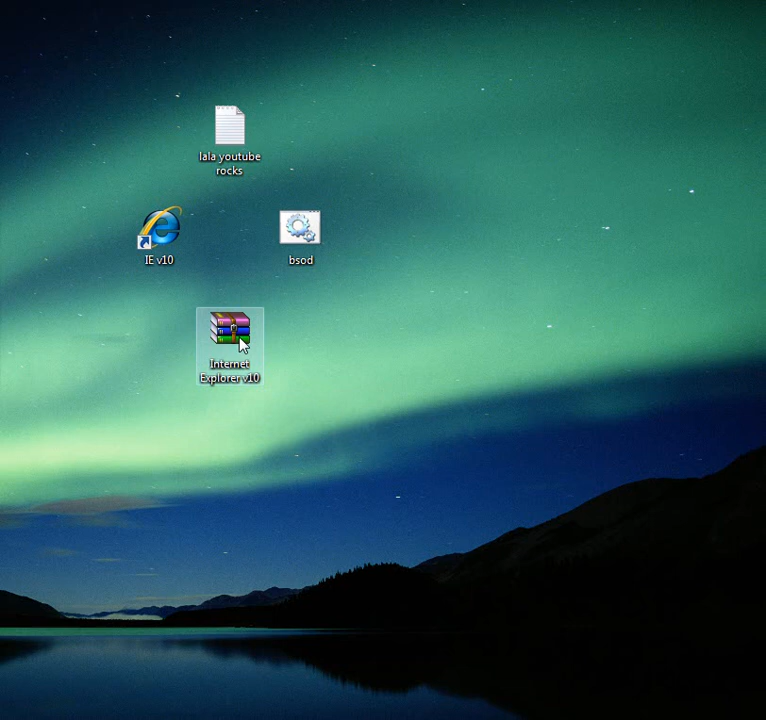 lala youtube
rocks
IE v10
bsod
Internet
Explorer v10